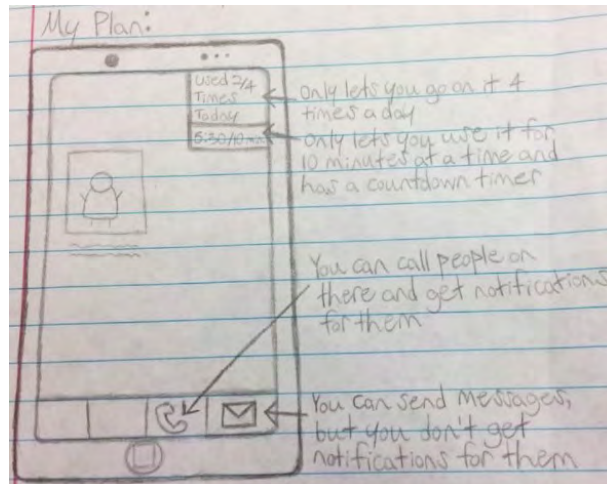 My Plan:
Used 2/4
Times
Today
5:30/10
only lets you go on it 4
times a day
only lets you use it for
10 minutes at a time and
has a countdown timer
You can call people on
there and get notifications
for them
You can send messages,
but you don't get
notifications for them